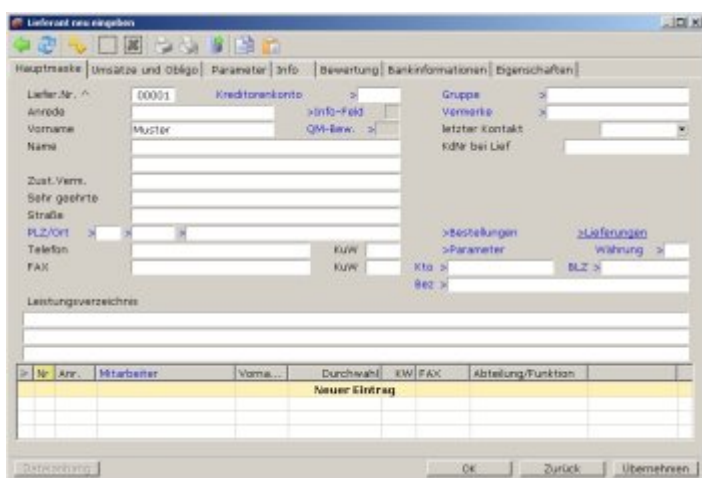 Lieferant neu eingeben
Hauptmaske Umsätze und Obligo Parameter Info Bewertung Bankinformationen Eigenschaften
Liefer.Nr. ^ 00001 Kreditorenkonto > Gruppe >
Anrede >Info-Feld Vermerke >
Vorname Muster QM-Bew. > letzter Kontakt
Name KdNr bei Lief
Zust.Verm.
Sehr geehrte
Straße
PLZ/Ort > > > >Bestellungen >Lieferungen
Telefon KuW >Parameter Währung >
FAX KuW Kto > BLZ >
Bez >
Leistungsverzeichnis
> Nr Anr. Mitarbeiter Vorna... Durchwahl KW FAX Abteilung/Funktion
Neuer Eintrag
Dateianhang OK Zurück Übernehmen